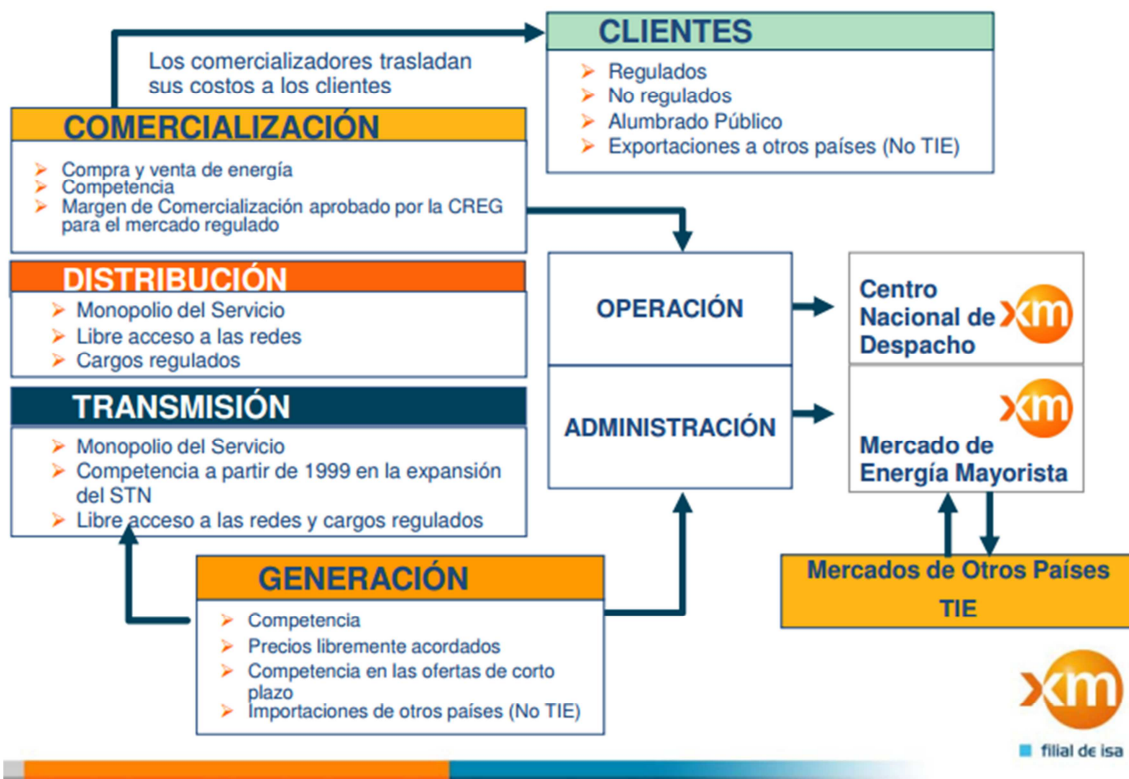 CLIENTES
Regulados
No regulados
Alumbrado Público
Exportaciones a otros países (No TIE)
Los comercializadores trasladan
sus costos a los clientes
COMERCIALIZACIÓN
Compra y venta de energía
Competencia
Margen de Comercialización aprobado por la CREG
para el mercado regulado
DISTRIBUCIÓN
Monopolio del Servicio
Libre acceso a las redes
Cargos regulados
TRANSMISIÓN
Monopolio del Servicio
Competencia a partir de 1999 en la expansión
del STN
Libre acceso a las redes y cargos regulados
GENERACIÓN
Competencia
Precios libremente acordados
Competencia en las ofertas de corto
plazo
Importaciones de otros países (No TIE)
OPERACIÓN
ADMINISTRACIÓN
Centro
Nacional de
Despacho
xm
xm
Mercado de
Energía Mayorista
Mercados de Otros Países
TIE
xm
filial de isa